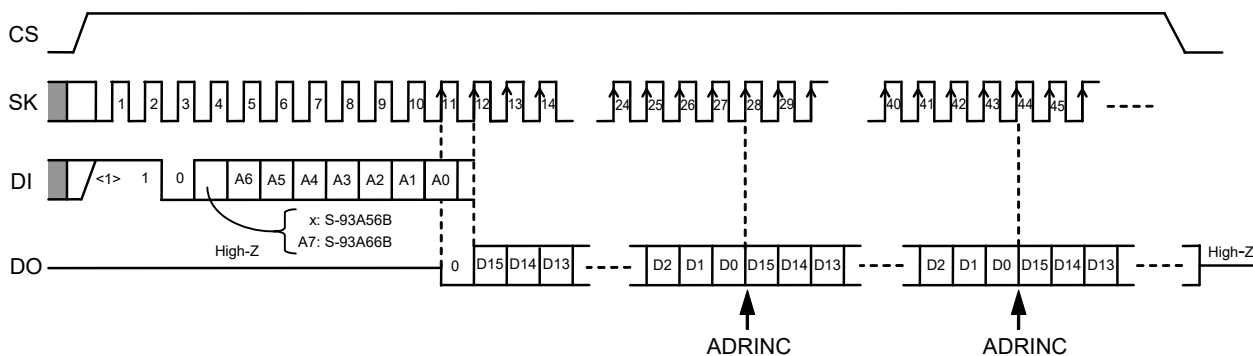 CS
SK 1 2 3 4 5 6 7 8 9 10 11 12 13 14 24 25 26 27 28 29 40 41 42 43 44 45
DI <1> 1 0 A6 A5 A4 A3 A2 A1 A0
x: S-93A56B
A7: S-93A66B
High-Z
High-Z
DO 0 D15 D14 D13 D2 D1 D0 D15 D14 D13 D2 D1 D0 D15 D14 D13
ADRINC ADRINC